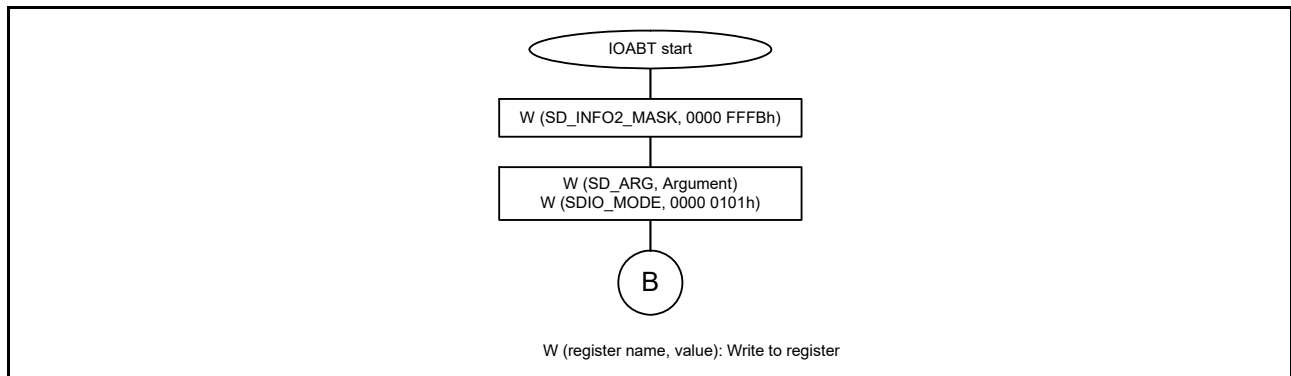 IOABT start
W (SD_INFO2_MASK, 0000 FFFBh)
W (SD_ARG, Argument)
W (SDIO_MODE, 0000 0101h)
B
W (register name, value): Write to register